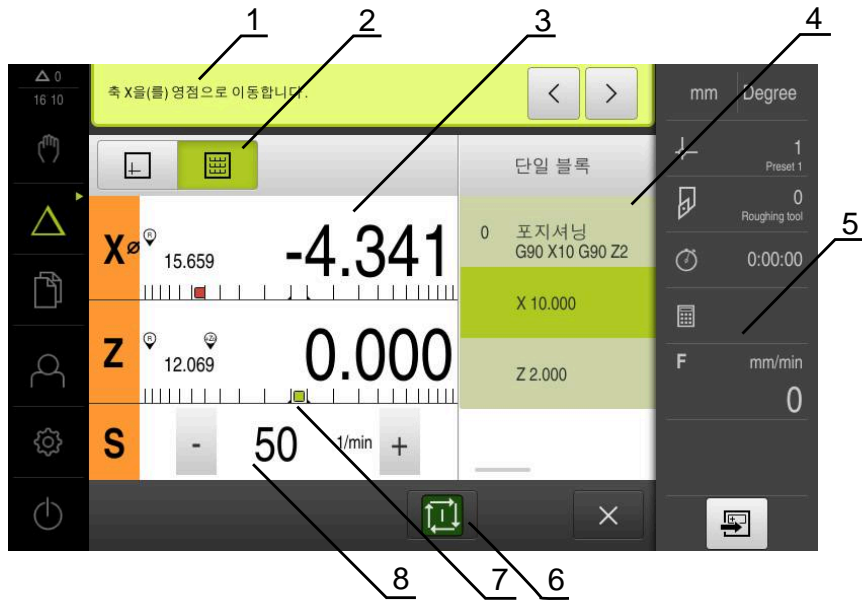 1
2
3
4
0
16 10
축 X을(를) 영점으로 이동합니다.
<
>
mm
Degree
단일 블록
1
Preset 1
0
Roughing tool
5
X⌀
R
15.659
-4.341
0
포지셔닝
G90 X10 G90 Z2
0:00:00
X 10.000
Z
R
12.069
0.000
Z 2.000
F
mm/min
0
S
-
50
1/min
+
8
7
6